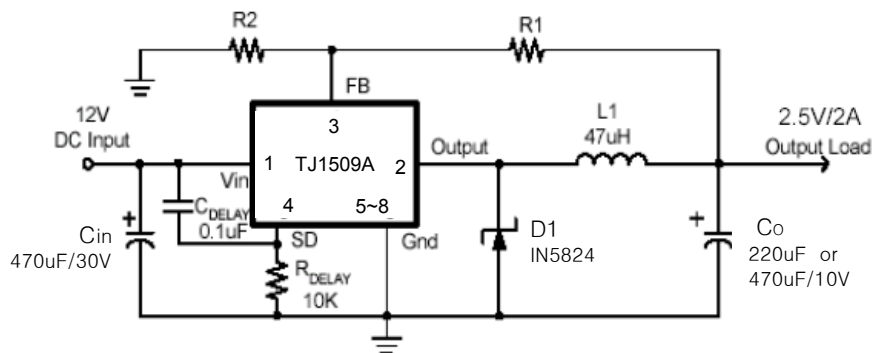 R2
R1
FB
12V
DC Input
3
L1
47uH
2.5V/2A
Output Load
Vin
1
TJ1509A
2
Output
4
5~8
CDELAY
0.1uF
SD
Gnd
Cin
470uF/30V
RDELAY
10K
D1
IN5824
Co
220uF or
470uF/10V
+
+